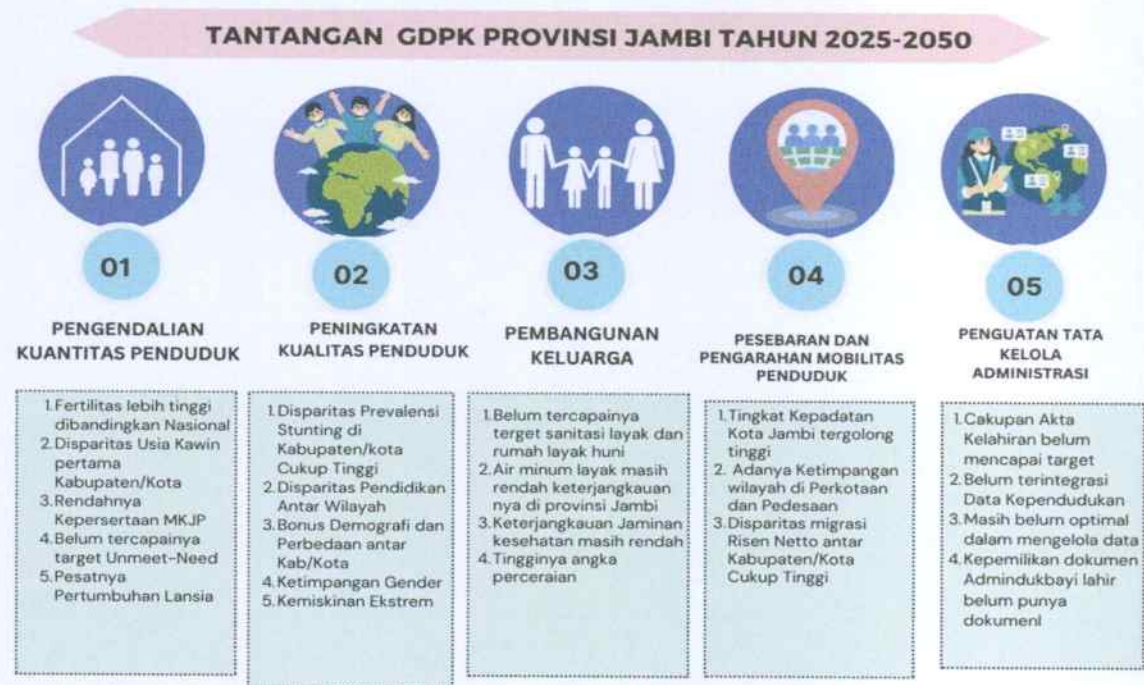 TANTANGAN GDPK PROVINSI JAMBI TAHUN 2025-2050
01
PENGENDALIAN
KUANTITAS PENDUDUK
1.Fertilitas lebih tinggi
dibandingkan Nasional
2.Disparitas Usia Kawin
pertama
Kabupaten/Kota
3.Rendahnya
Kepersertaan MKJP
4.Belum tercapainya
target Unmeet-Need
5.Pesatnya
Pertumbuhan Lansia
02
PENINGKATAN
KUALITAS PENDUDUK
1.Disparitas Prevalensi
Stunting di
Kabupaten/kota
Cukup Tinggi
2.Disparitas Pendidikan
Antar Wilayah
3.Bonus Demografi dan
Perbedaan antar
Kab/Kota
4.Ketimpangan Gender
5.Kemiskinan Ekstrem
03
PEMBANGUNAN
KELUARGA
1.Belum tercapainya
terget sanitasi layak dan
rumah layak huni
2.Air minum layak masih
rendah keterjangkauan
nya di provinsi Jambi
3.Keterjangkauan Jaminan
kesehatan masih rendah
4.Tingginya angka
perceraian
04
PESEBARAN DAN
PENGARAHAN MOBILITAS
PENDUDUK
1.Tingkat Kepadatan
Kota Jambi tergolong
tinggi
2. Adanya Ketimpangan
wilayah di Perkotaan
dan Pedesaan
3.Disparitas migrasi
Risen Netto antar
Kabupaten/Kota
Cukup Tinggi
05
PENGUATAN TATA
KELOLA
ADMINISTRASI
1.Cakupan Akta
Kelahiran belum
mencapai target
2.Belum terintegrasi
Data Kependudukan
3.Masih belum optimal
dalam mengelola data
4.Kepemilikan dokumen
Admindukbayi lahir
belum punya
dokumenl